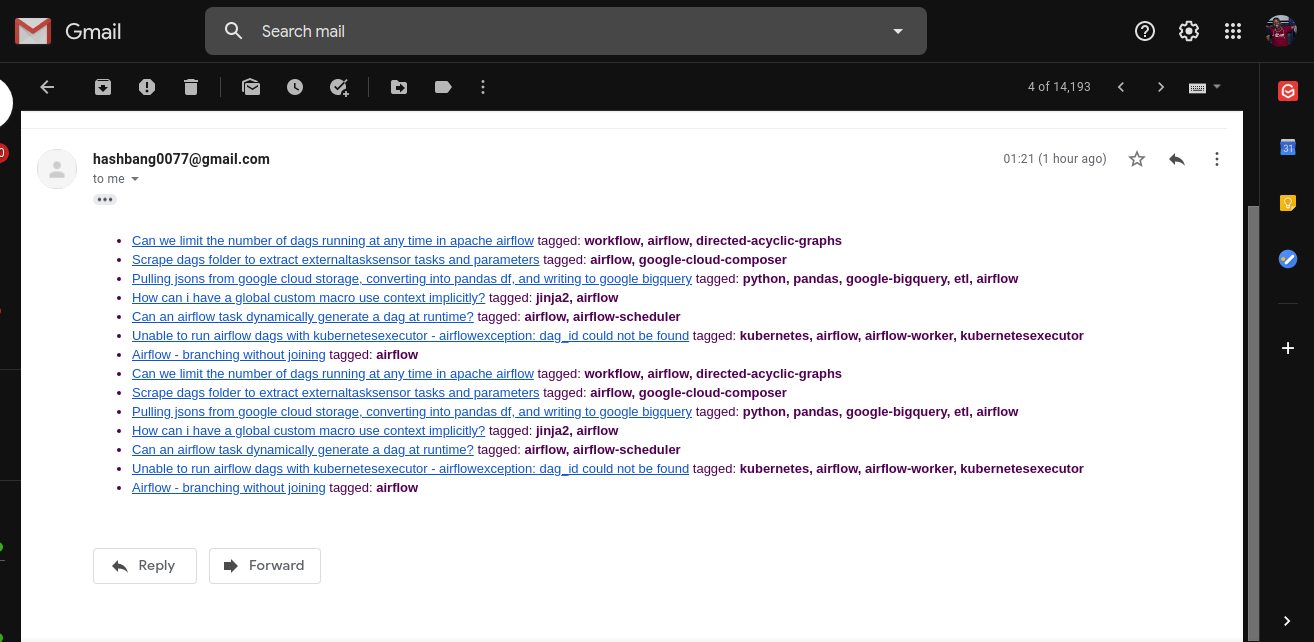 Gmail
Search mail
4 of 14,193
31
0
hashbang0077@gmail.com
01:21 (1 hour ago)
to me
Can we limit the number of dags running at any time in apache airflow tagged: workflow, airflow, directed-acyclic-graphs
Scrape dags folder to extract externaltasksensor tasks and parameters tagged: airflow, google-cloud-composer
Pulling jsons from google cloud storage, converting into pandas df, and writing to google bigquery tagged: python, pandas, google-bigquery, etl, airflow
How can i have a global custom macro use context implicitly? tagged: jinja2, airflow
Can an airflow task dynamically generate a dag at runtime? tagged: airflow, airflow-scheduler
Unable to run airflow dags with kubernetesexecutor - airflowexception: dag_id could not be found tagged: kubernetes, airflow, airflow-worker, kubernetesexecutor
Airflow - branching without joining tagged: airflow
Can we limit the number of dags running at any time in apache airflow tagged: workflow, airflow, directed-acyclic-graphs
Scrape dags folder to extract externaltasksensor tasks and parameters tagged: airflow, google-cloud-composer
Pulling jsons from google cloud storage, converting into pandas df, and writing to google bigquery tagged: python, pandas, google-bigquery, etl, airflow
How can i have a global custom macro use context implicitly? tagged: jinja2, airflow
Can an airflow task dynamically generate a dag at runtime? tagged: airflow, airflow-scheduler
Unable to run airflow dags with kubernetesexecutor - airflowexception: dag_id could not be found tagged: kubernetes, airflow, airflow-worker, kubernetesexecutor
Airflow - branching without joining tagged: airflow
Reply
Forward